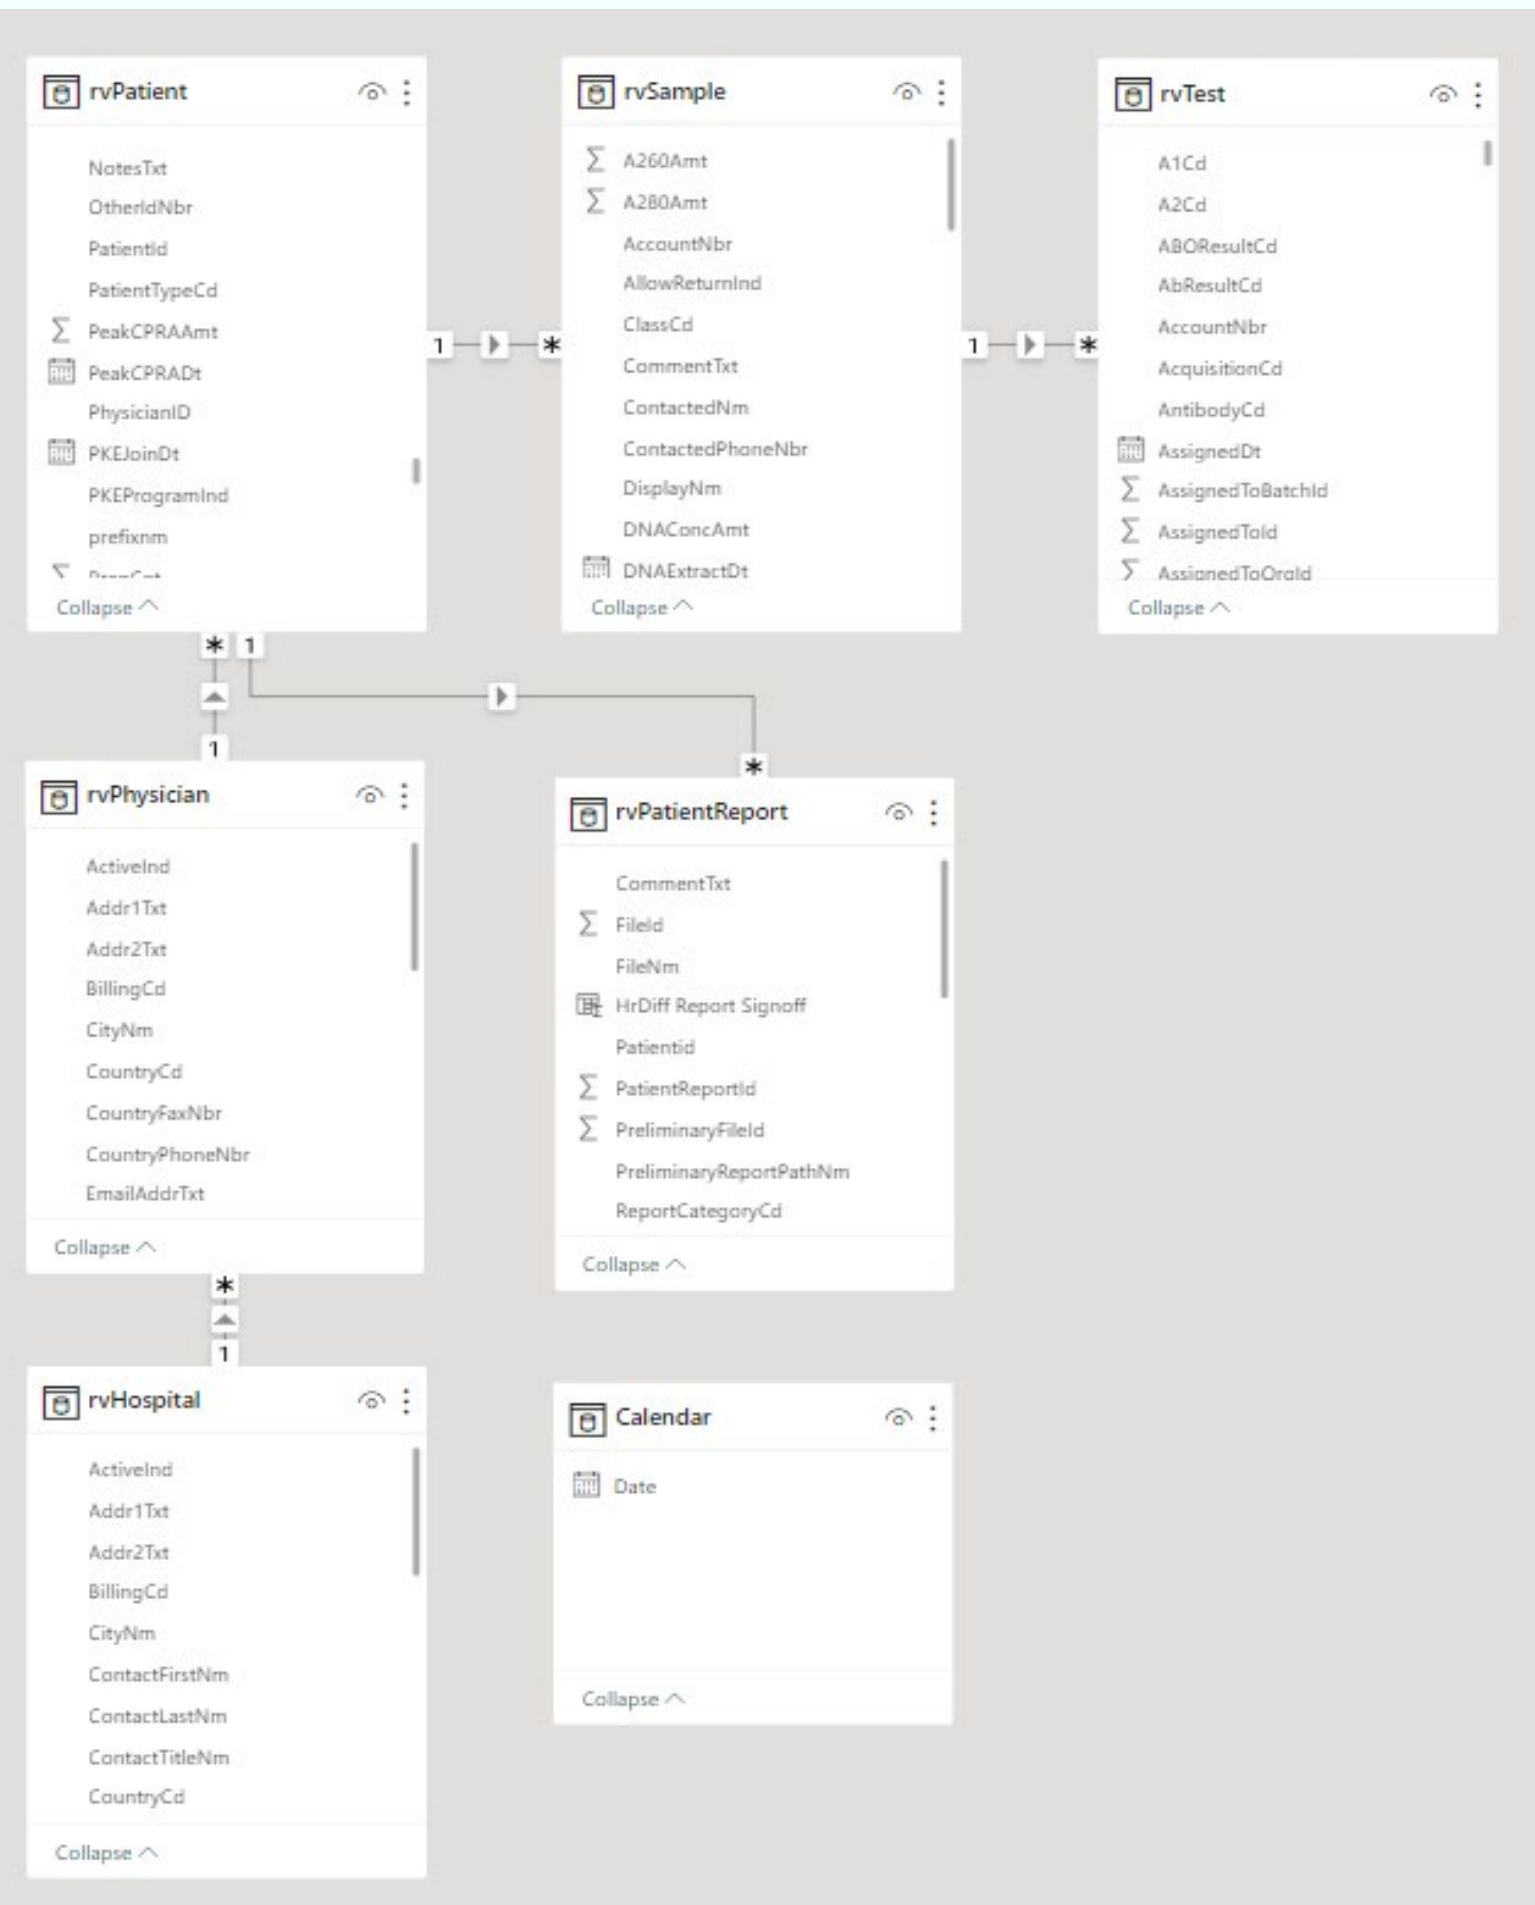 rvPatient
NotesTxt
OtherIdNbr
PatientId
PatientTypeCd
PeakCPRAAmt
PeakCPRADt
PhysicianID
PKEJoinDt
PKEProgramInd
prefixnm
Collapse
rvSample
A260Amt
A280Amt
AccountNbr
AllowReturnInd
ClassCd
CommentTxt
ContactedNm
ContactedPhoneNbr
DisplayNm
DNAConcAmt
DNAExtractDt
Collapse
rvTest
A1Cd
A2Cd
ABOResultCd
AbResultCd
AccountNbr
AcquisitionCd
AntibodyCd
AssignedDt
AssignedToBatchId
AssignedToId
AssignedToOrgId
Collapse
1
*
1
*
*
1
1
*
rvPhysician
ActiveInd
Addr1Txt
Addr2Txt
BillingCd
CityNm
CountryCd
CountryFaxNbr
CountryPhoneNbr
EmailAddrTxt
Collapse
rvPatientReport
CommentTxt
FileId
FileNm
HrDiff Report Signoff
Patientid
PatientReportId
PreliminaryFileId
PreliminaryReportPathNm
ReportCategoryCd
Collapse
*
1
rvHospital
ActiveInd
Addr1Txt
Addr2Txt
BillingCd
CityNm
ContactFirstNm
ContactLastNm
ContactTitleNm
CountryCd
Collapse
Calendar
Date
Collapse